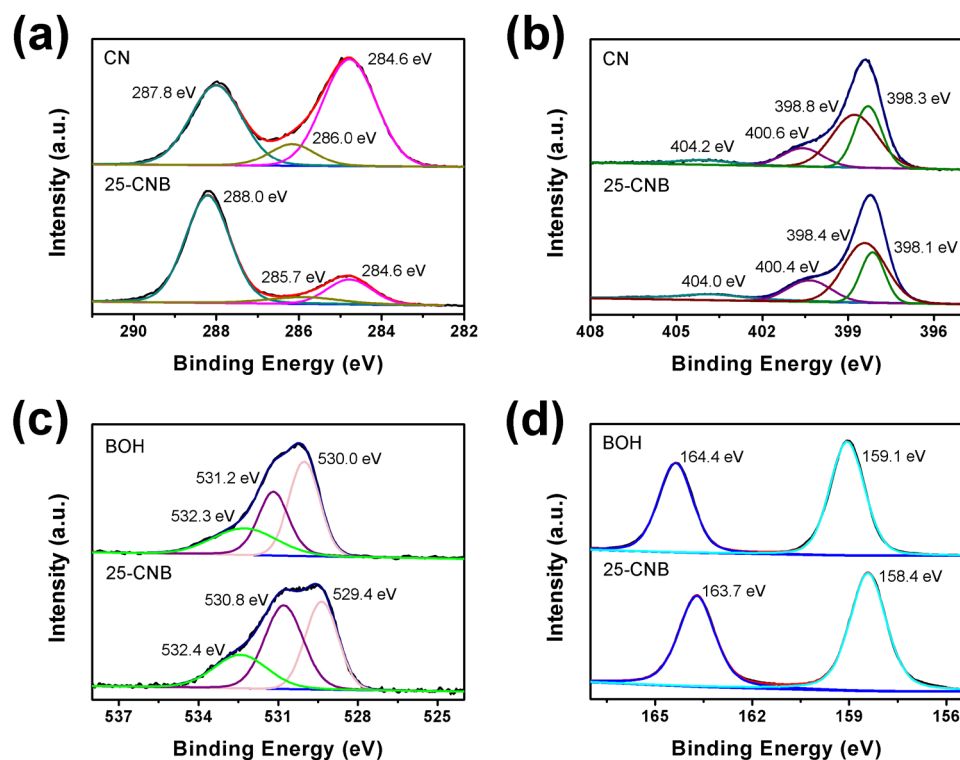 (a)
CN
284.6 eV
287.8 eV
286.0 eV
25-CNB
288.0 eV
285.7 eV
284.6 eV
Intensity (a.u.)
290 288 286 284 282
Binding Energy (eV)
(b)
CN
398.8 eV
398.3 eV
400.6 eV
404.2 eV
25-CNB
398.4 eV
398.1 eV
400.4 eV
404.0 eV
Intensity (a.u.)
408 405 402 399 396
Binding Energy (eV)
(c)
BOH
530.0 eV
531.2 eV
532.3 eV
25-CNB
530.8 eV
529.4 eV
532.4 eV
Intensity (a.u.)
537 534 531 528 525
Binding Energy (eV)
(d)
BOH
164.4 eV
159.1 eV
25-CNB
163.7 eV
158.4 eV
Intensity (a.u.)
165 162 159 156
Binding Energy (eV)